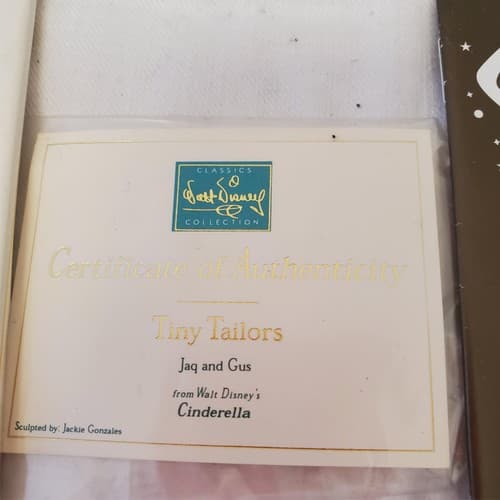 CLASSICS
Walt Disney
COLLECTION
Certificate of Authenticity
Tiny Tailors
Jaq and Gus
from Walt Disney's
Cinderella
Sculpted by: Jackie Gonzales